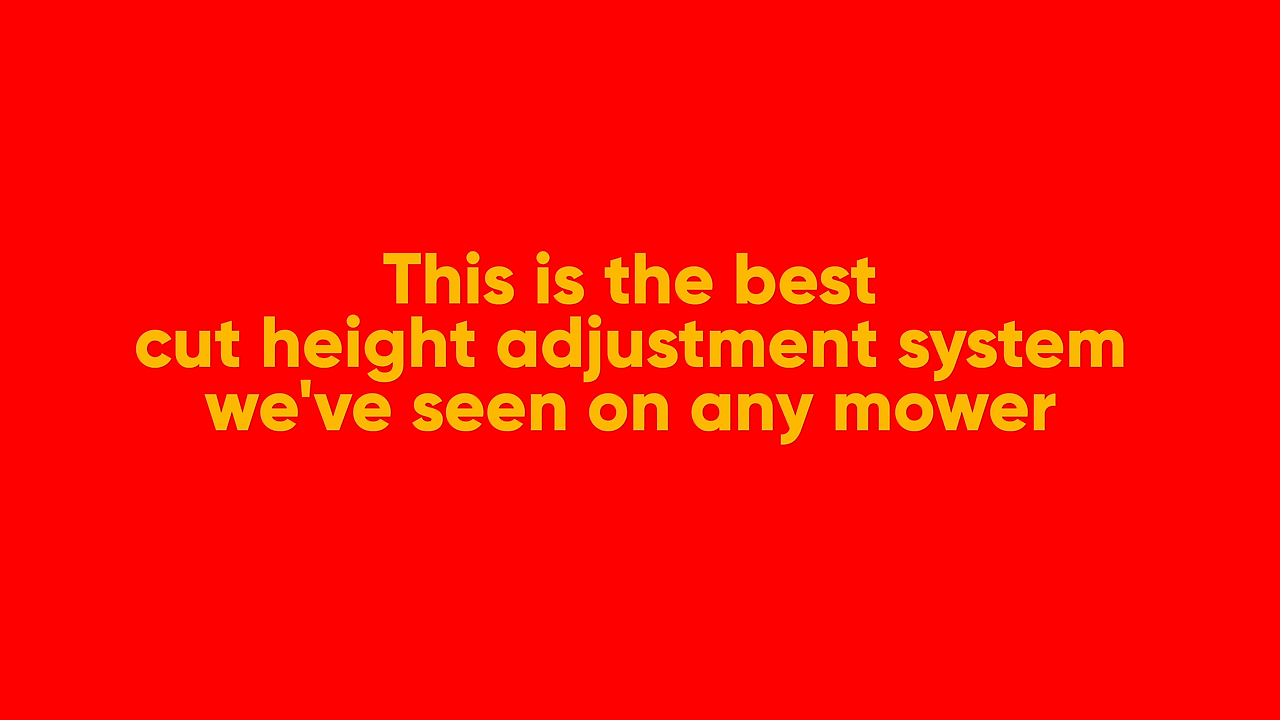 This is the best
cut height adjustment system
we've seen on any mower